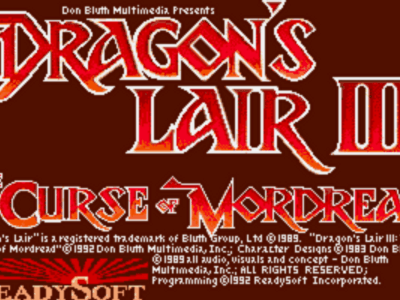 Don Bluth Multimedia Presents
DRAGON'S
LAIR III
CURSE OF MORDREA
n's Lair" is a registered trademark of Bluth Group, Ltd ©1989. "Dragon's Lair III:
of Mordread"©1992 Don Bluth Multimedia, Inc., Character Designs ©1983 Don B
©1989 all audio, visuals and concept - Don Bluth
Multimedia, Inc.; ALL RIGHTS RESERVED;
Programming ©1992 ReadySoft Incorporated.
EADYSOFT